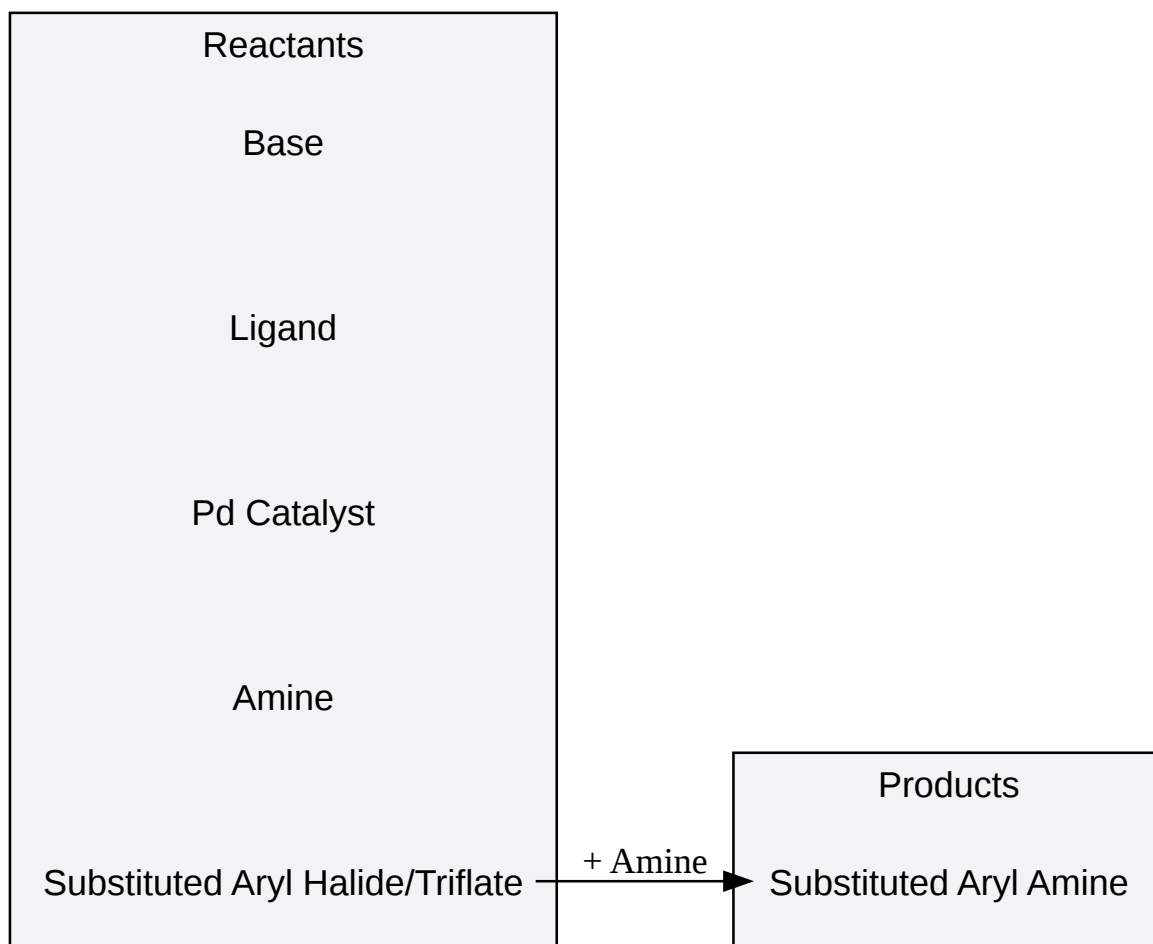 Reactants
Base
Ligand
Pd Catalyst
Amine
Products
+ Amine
Substituted Aryl Halide/Triflate
Substituted Aryl Amine